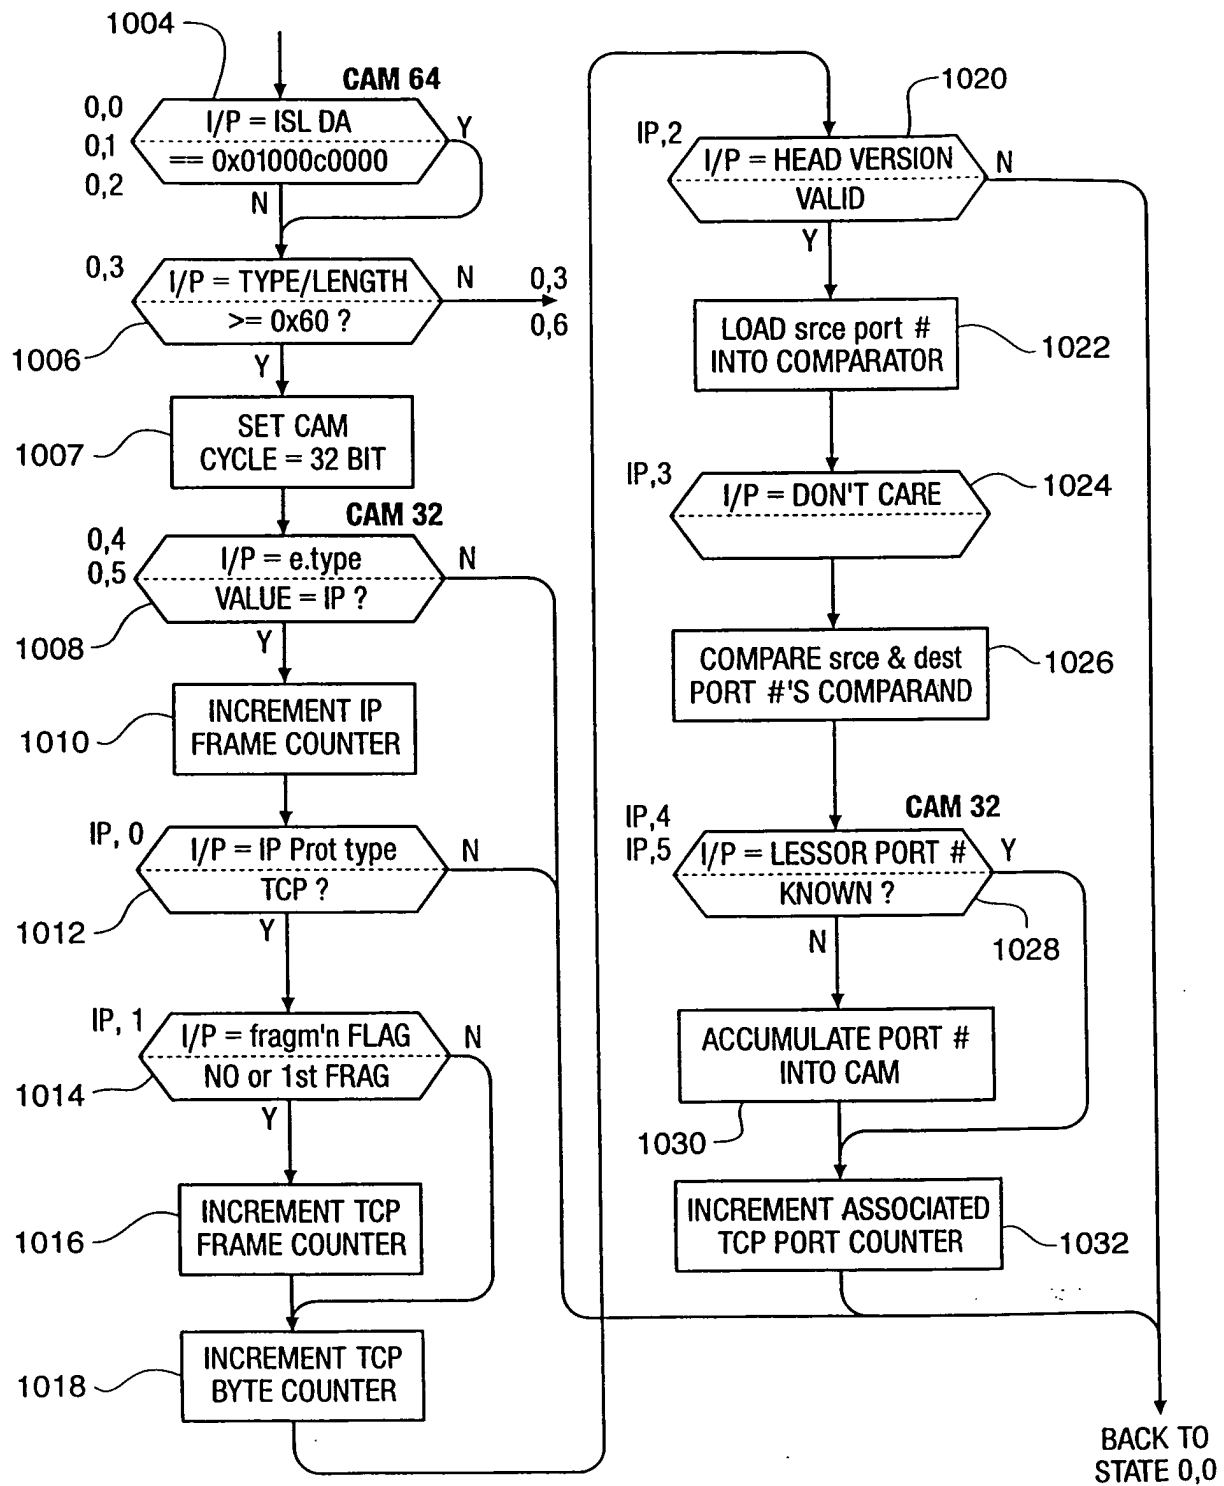 1004
CAM 64
0,0
0,1
0,2
I/P = ISL DA
== 0x01000c0000
Y
N
0,3
I/P = TYPE/LENGTH
>= 0x60 ?
N
0,3
0,6
1006
Y
SET CAM
CYCLE = 32 BIT
1007
CAM 32
0,4
0,5
I/P = e.type
VALUE = IP ?
N
1008
Y
INCREMENT IP
FRAME COUNTER
1010
IP, 0
I/P = IP Prot type
TCP ?
N
1012
Y
IP, 1
I/P = fragm'n FLAG
NO or 1st FRAG
N
1014
Y
INCREMENT TCP
FRAME COUNTER
1016
INCREMENT TCP
BYTE COUNTER
1018
1020
IP,2
I/P = HEAD VERSION
VALID
N
Y
LOAD srce port #
INTO COMPARATOR
1022
IP,3
I/P = DON'T CARE
1024
COMPARE srce & dest
PORT #'S COMPARAND
1026
CAM 32
IP,4
IP,5
I/P = LESSOR PORT #
KNOWN ?
Y
1028
N
ACCUMULATE PORT #
INTO CAM
1030
INCREMENT ASSOCIATED
TCP PORT COUNTER
1032
BACK TO
STATE 0,0